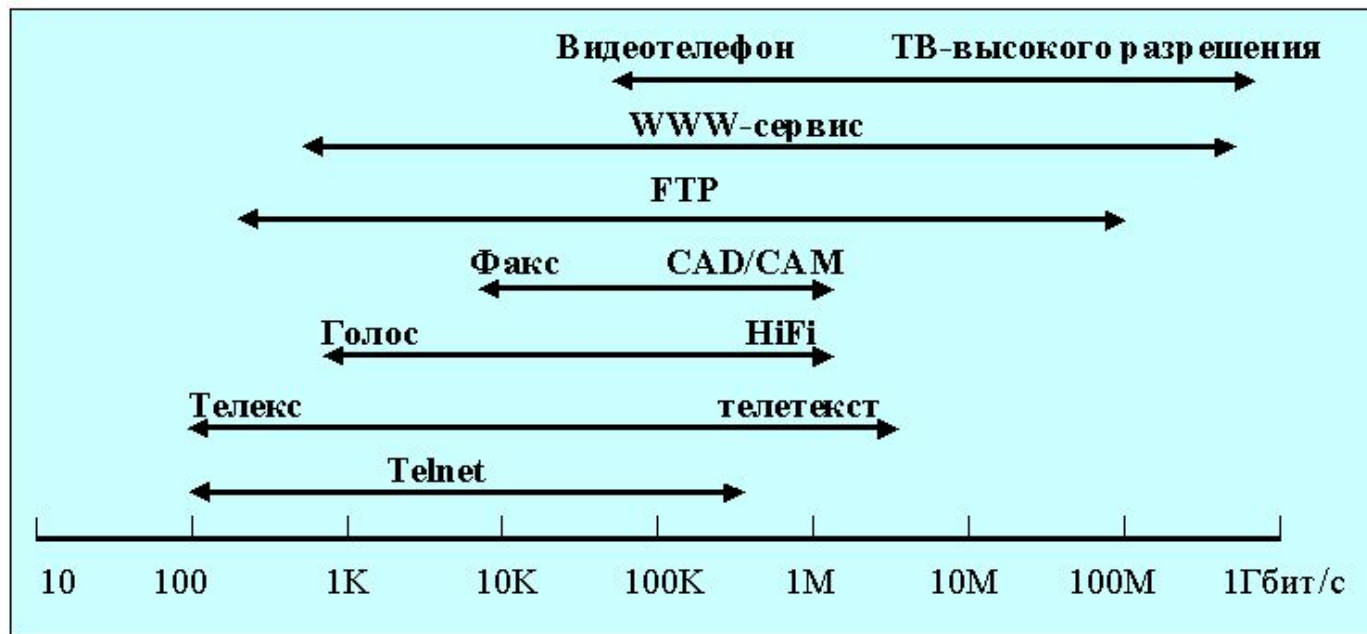 Видеотелефон ТВ-высокого разрешения
WWW-сервис
FTP
Факс CAD/CAM
Голос HiFi
Телекс телетекст
Telnet
10 100 1K 10K 100K 1M 10M 100M 1Гбит/с